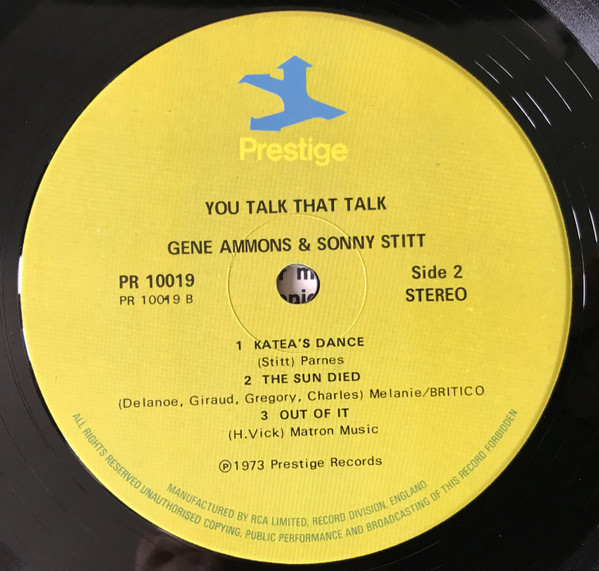 Prestige
YOU TALK THAT TALK
GENE AMMONS & SONNY STITT
PR 10019
PR 10019 B
Side 2
STEREO
1 KATEA'S DANCE
(Stitt) Parnes
2 THE SUN DIED
(Delanoe, Giraud, Gregory, Charles) Melanie/BRITICO
3 OUT OF IT
(H.Vick) Matron Music
Ⓟ1973 Prestige Records
MANUFACTURED BY RCA LIMITED, RECORD DIVISION, ENGLAND.
ALL RIGHTS RESERVED UNAUTHORISED COPYING, PUBLIC PERFORMANCE AND BROADCASTING OF THIS RECORD FORBIDDEN